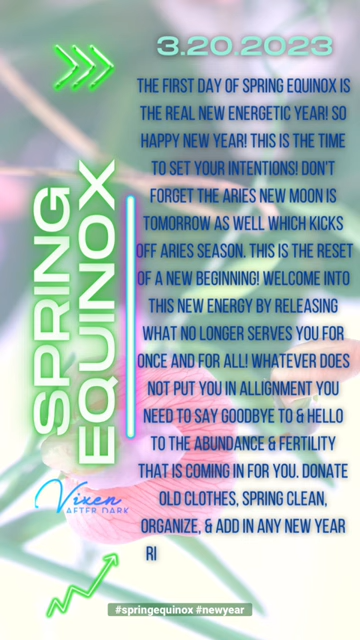 3.20.2023
SPRING
EQUINOX
THE FIRST DAY OF SPRING EQUINOX IS
THE REAL NEW ENERGETIC YEAR! SO
HAPPY NEW YEAR! THIS IS THE TIME
TO SET YOUR INTENTIONS! DON'T
FORGET THE ARIES NEW MOON IS
TOMORROW AS WELL WHICH KICKS
OFF ARIES SEASON. THIS IS THE RESET
OF A NEW BEGINNING! WELCOME INTO
THIS NEW ENERGY BY RELEASING
WHAT NO LONGER SERVES YOU FOR
ONCE AND FOR ALL! WHATEVER DOES
NOT PUT YOU IN ALLIGNMENT YOU
NEED TO SAY GOODBYE TO & HELLO
TO THE ABUNDANCE & FERTILITY
THAT IS COMING IN FOR YOU. DONATE
OLD CLOTHES, SPRING CLEAN,
ORGANIZE, & ADD IN ANY NEW YEAR
RI
Vixen
AFTER DARK
#springequinox #newyear